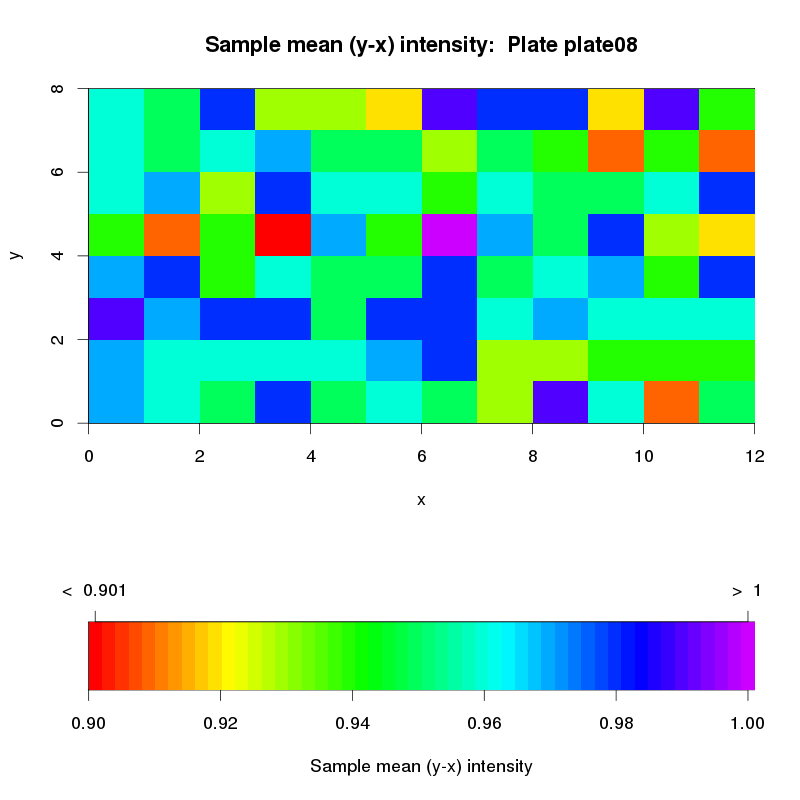 Sample mean (y-x) intensity:  Plate plate08
8
6
4
2
0
y
0 2 4 6 8 10 12
x
< 0.901 > 1
0.90 0.92 0.94 0.96 0.98 1.00
Sample mean (y-x) intensity